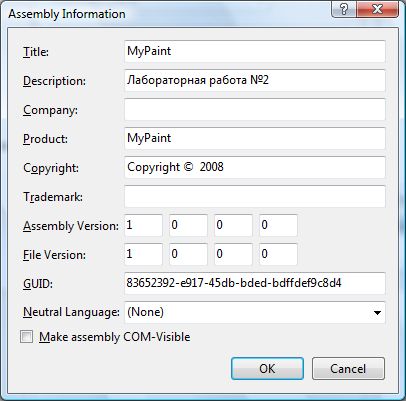 Assembly Information
Title: MyPaint
Description: Лабораторная работа №2
Company:
Product: MyPaint
Copyright: Copyright © 2008
Trademark:
Assembly Version: 1 0 0 0
File Version: 1 0 0 0
GUID: 83652392-e917-45db-bded-bdffdef9c8d4
Neutral Language: (None)
Make assembly COM-Visible
OK Cancel